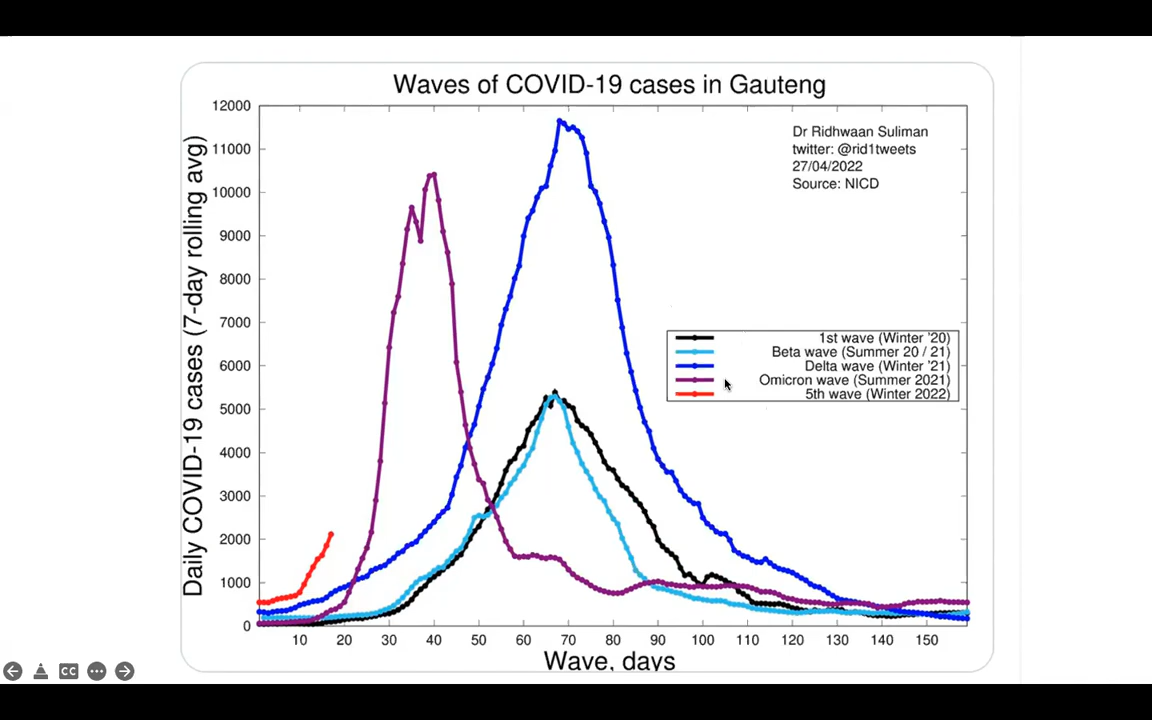 Waves of COVID-19 cases in Gauteng
Daily COVID-19 cases (7-day rolling avg)
12000
11000
10000
9000
8000
7000
6000
5000
4000
3000
2000
1000
0
Dr Ridhwaan Suliman
twitter: @rid1tweets
27/04/2022
Source: NICD
1st wave (Winter '20)
Beta wave (Summer 20 / 21)
Delta wave (Winter '21)
Omicron wave (Summer 2021)
5th wave (Winter 2022)
10 20 30 40 50 60 70 80 90 100 110 120 130 140 150
Wave, days
CC